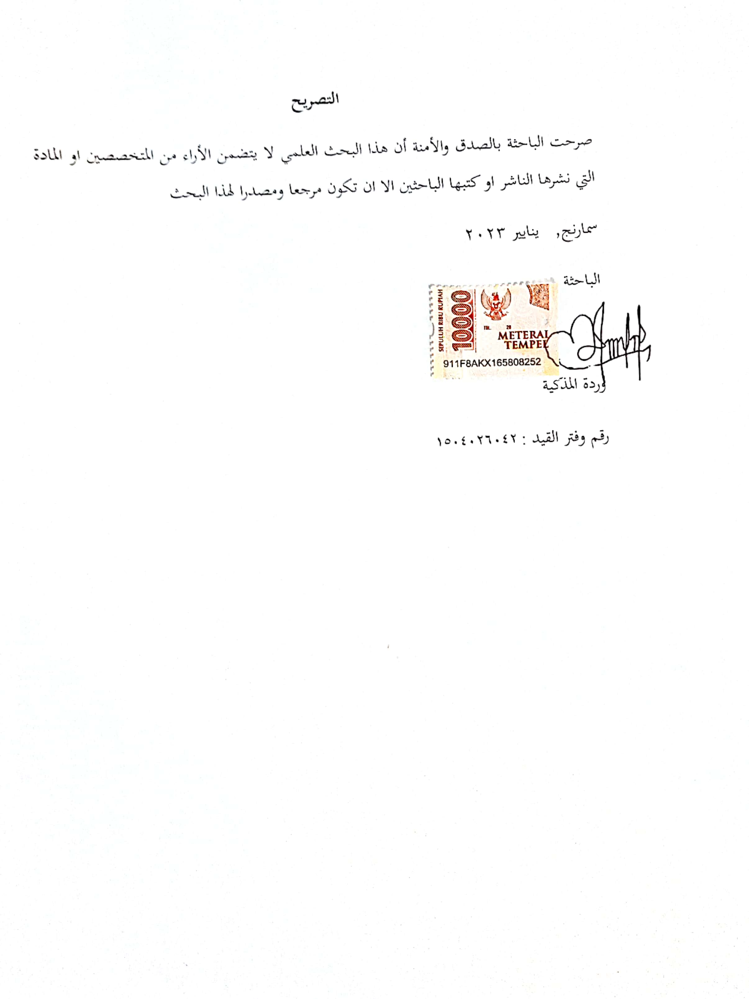 التصريح
صرحت الباحثة بالصدق والأمنة أن هذا البحث العلمي لا يتضمن الأراء من المتخصصين او المادة
التي نشرها الناشر او كتبها الباحثين الا ان تكون مرجعا ومصدرا لهذا البحث
سمارنج, يناير ٢٠٢٣
الباحثة
SEPULUH RIBU RUPIAH
10000
TGL. 20
METERAI
TEMPEL
911F8AKX165808252
وردة المذكية
رقم وفتر القيد : ١٥٠٤٠٢٦٠٤٢